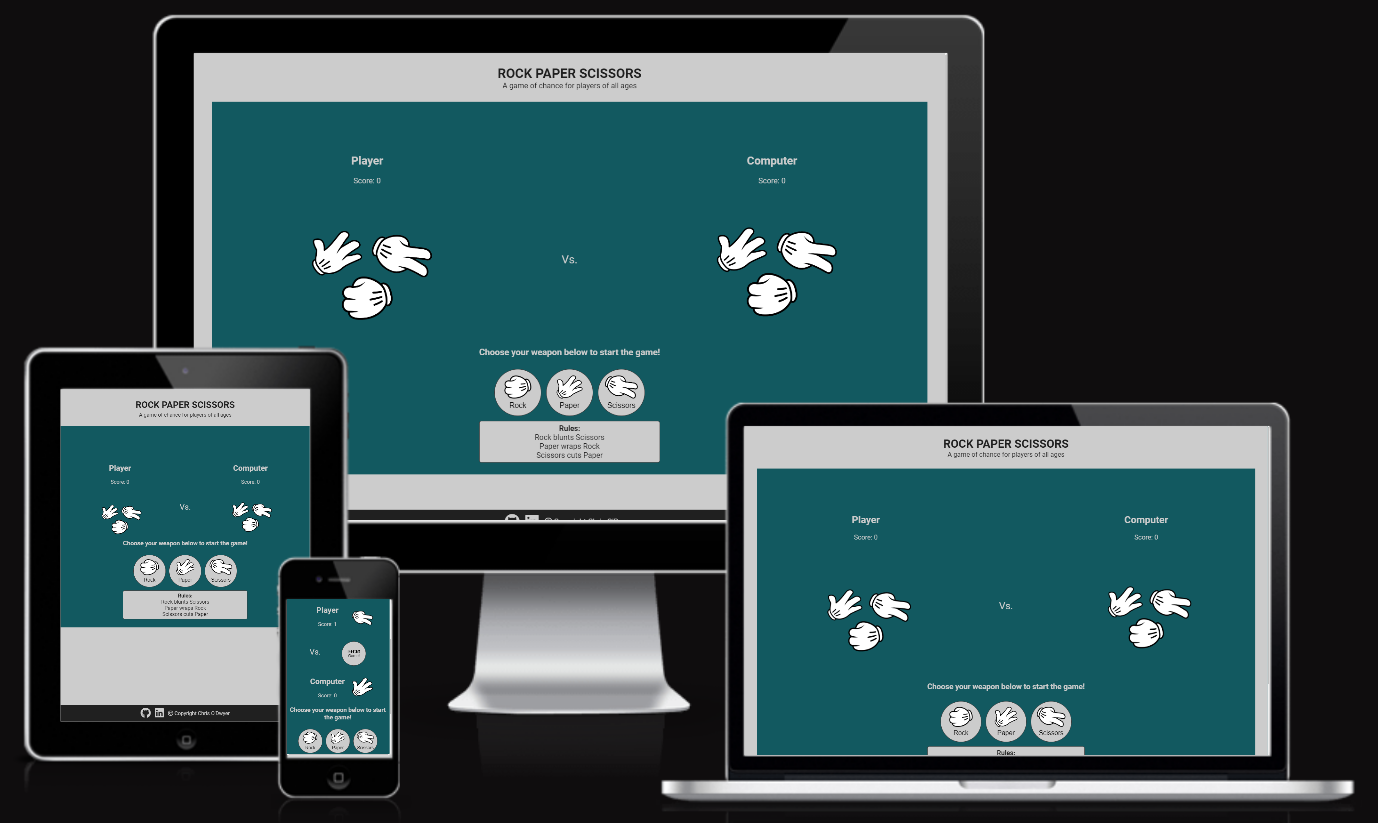 ROCK PAPER SCISSORS
A game of chance for players of all ages
Player
Computer
Score: 0
Score: 0
Vs.
Choose your weapon below to start the game!
Rock
Paper
Scissors
Rules:
Rock blunts Scissors
Paper wraps Rock
Scissors cuts Paper
ROCK PAPER SCISSORS
A game of chance for players of all ages
Player
Computer
Score: 0
Score: 0
Vs.
Choose your weapon below to start the game!
Rock
Paper
Scissors
Rules:
Rock blunts Scissors
Paper wraps Rock
Scissors cuts Paper
© Copyright Chris O'Dwyer
Player
Score: 1
Vs.
Computer
Score: 0
Choose your weapon below to start
the game!
Rock
Paper
Scissors
ROCK PAPER SCISSORS
A game of chance for players of all ages
Player
Computer
Score: 0
Score: 0
Vs.
Choose your weapon below to start the game!
Rock
Paper
Scissors
Rules: